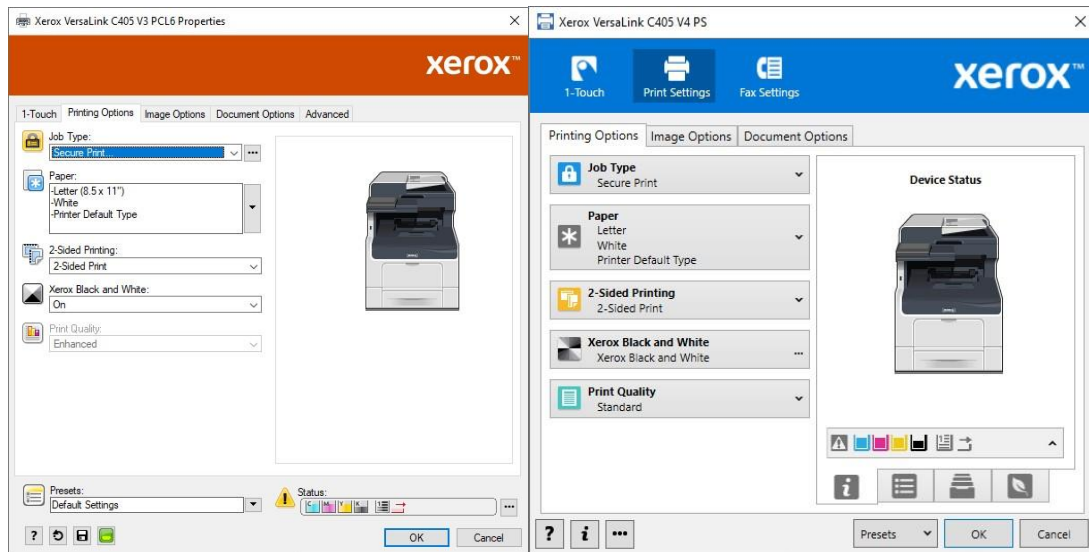 Xerox VersaLink C405 V3 PCL6 Properties
xerox™
1-Touch Printing Options Image Options Document Options Advanced
Job Type:
Secure Print...
Paper:
-Letter (8.5 x 11")
-White
-Printer Default Type
2-Sided Printing:
2-Sided Print
Xerox Black and White:
On
Print Quality:
Enhanced
Presets:
Default Settings
Status:
C M Y K
? OK Cancel
Xerox VersaLink C405 V4 PS
1-Touch Print Settings Fax Settings
xerox™
Printing Options Image Options Document Options
Job Type
Secure Print
Paper
Letter
White
Printer Default Type
2-Sided Printing
2-Sided Print
Xerox Black and White
Xerox Black and White
Print Quality
Standard
Device Status
? i Presets OK Cancel